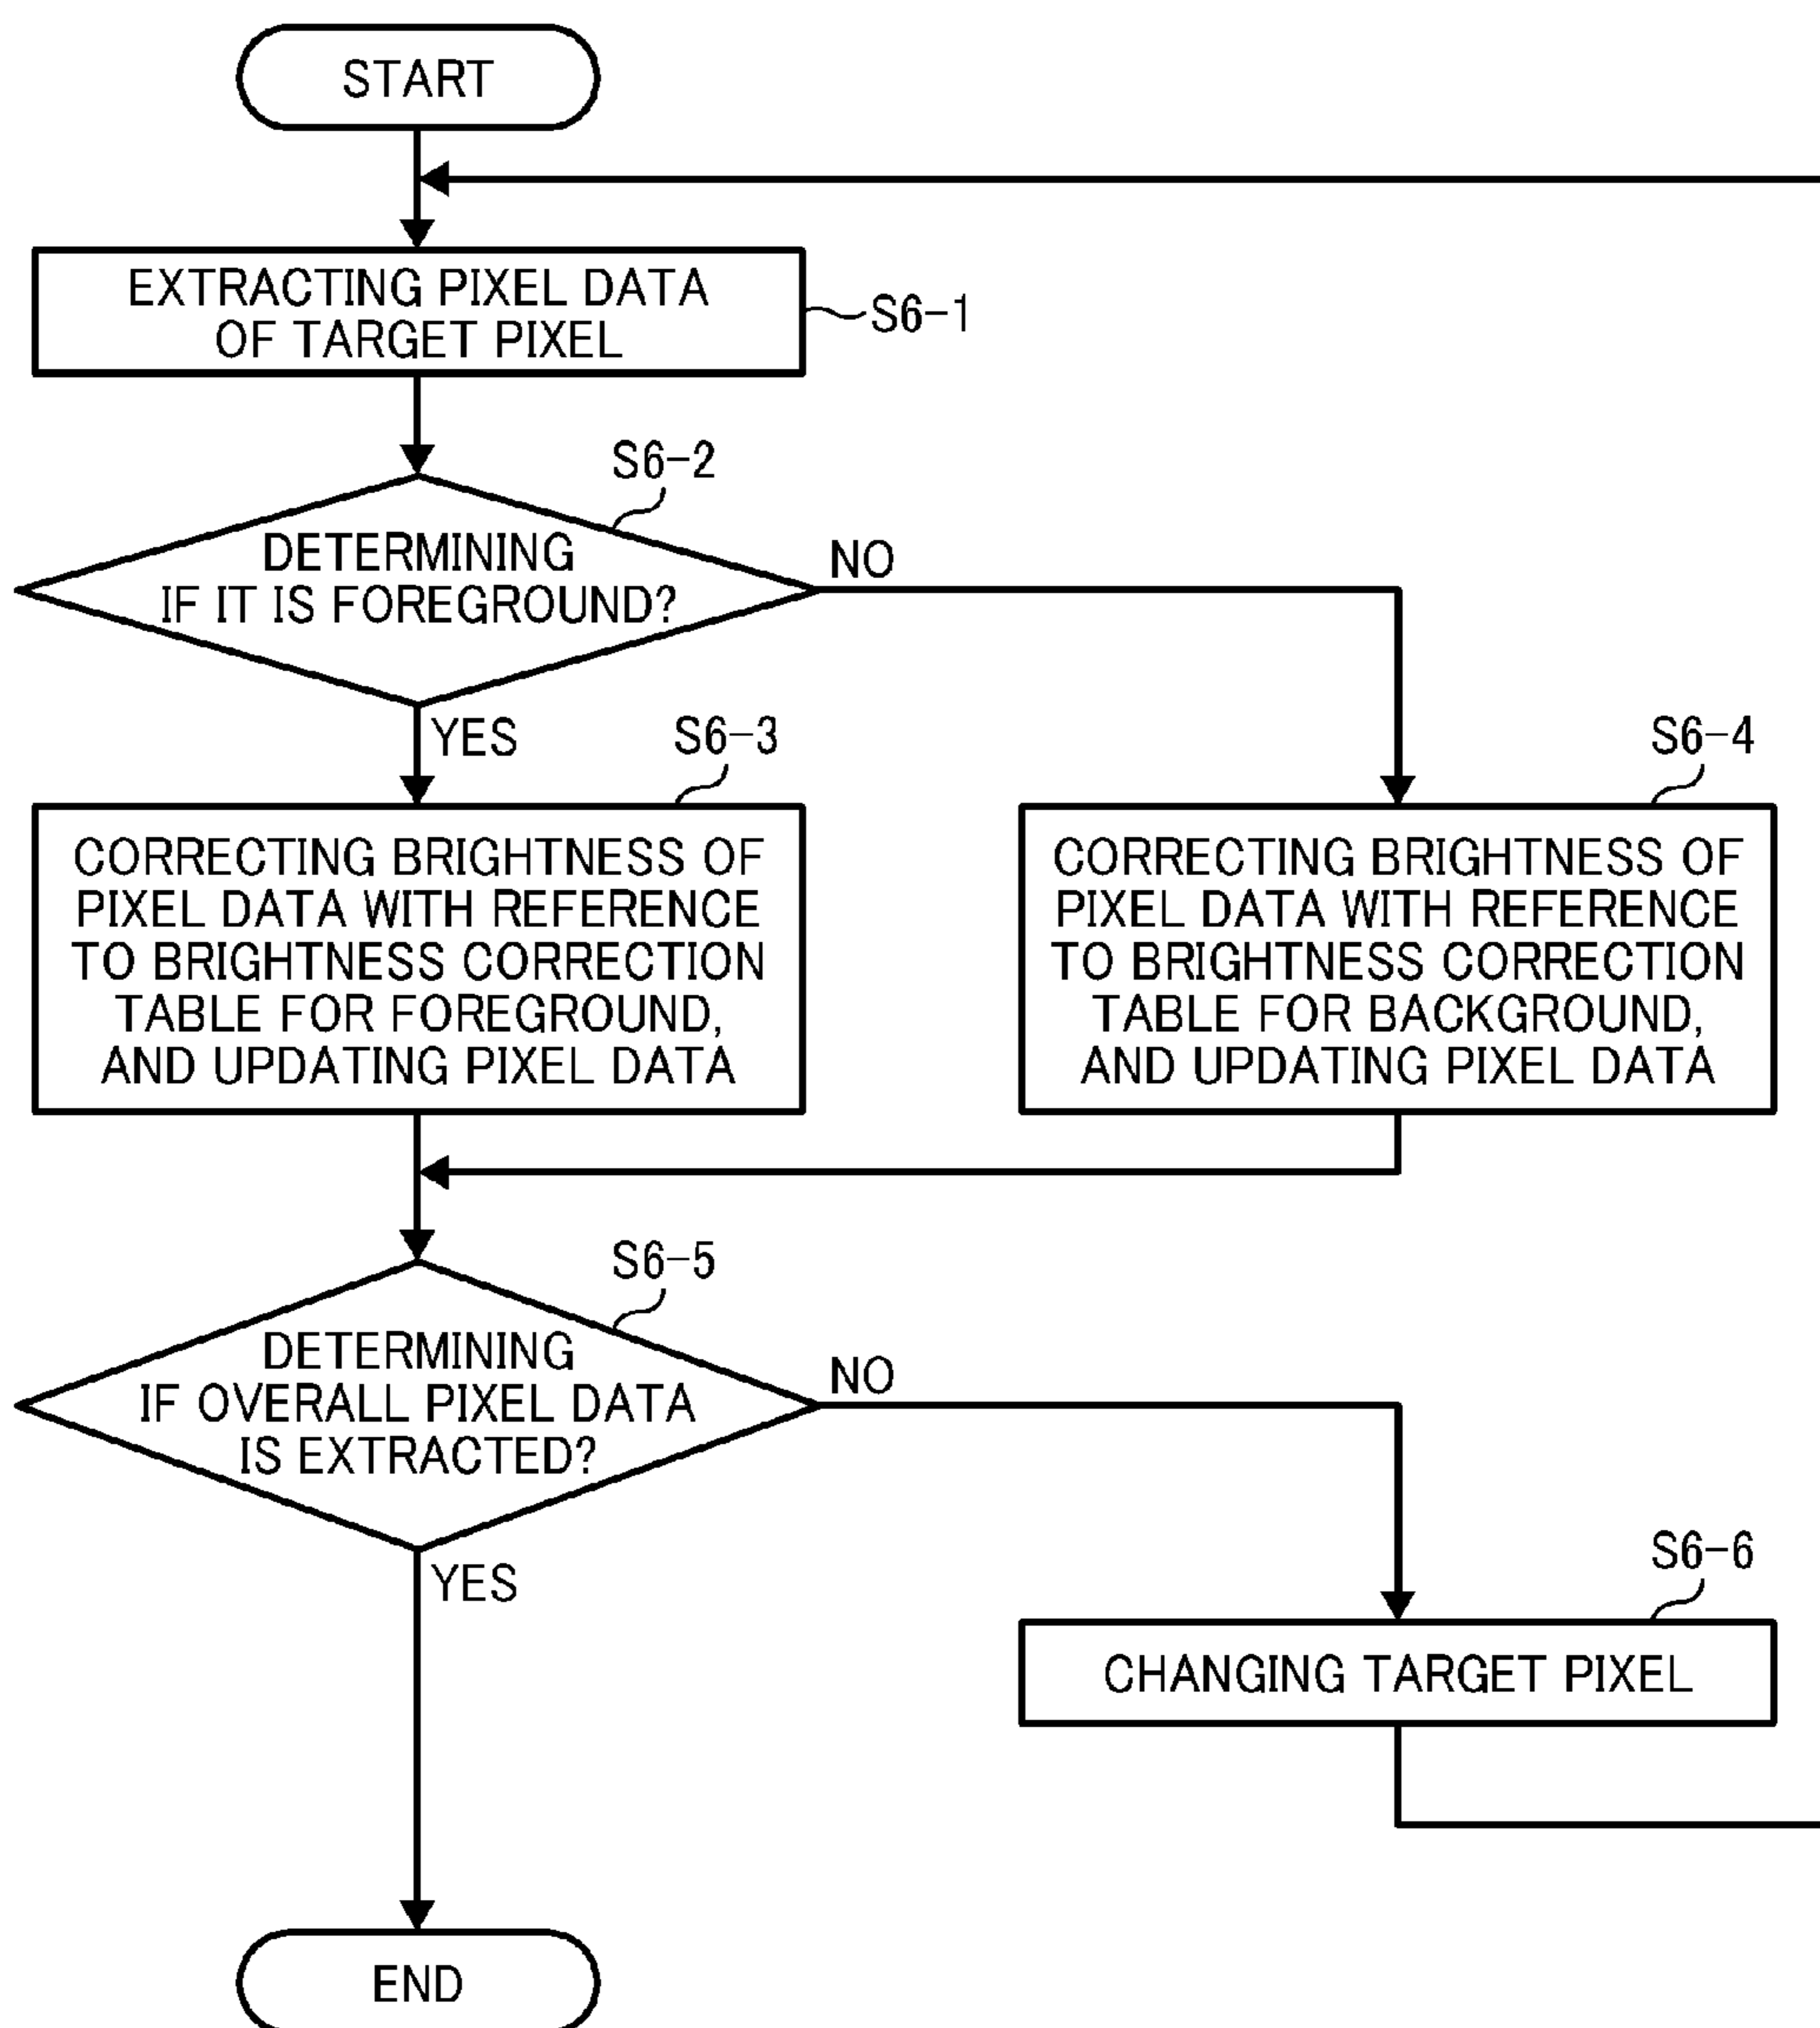 START
EXTRACTING PIXEL DATA
OF TARGET PIXEL
S6-1
S6-2
DETERMINING
IF IT IS FOREGROUND?
NO
YES
S6-3
CORRECTING BRIGHTNESS OF
PIXEL DATA WITH REFERENCE
TO BRIGHTNESS CORRECTION
TABLE FOR FOREGROUND,
AND UPDATING PIXEL DATA
S6-4
CORRECTING BRIGHTNESS OF
PIXEL DATA WITH REFERENCE
TO BRIGHTNESS CORRECTION
TABLE FOR BACKGROUND,
AND UPDATING PIXEL DATA
S6-5
DETERMINING
IF OVERALL PIXEL DATA
IS EXTRACTED?
NO
YES
S6-6
CHANGING TARGET PIXEL
END